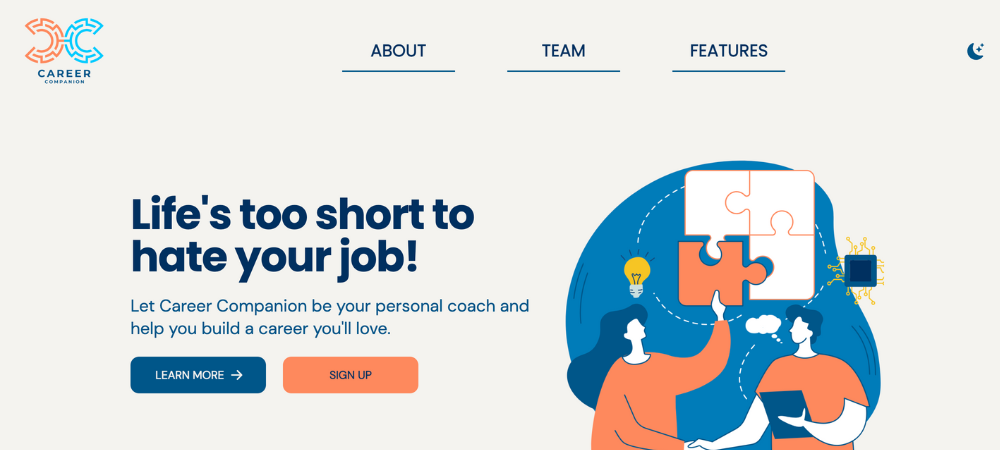 CAREER
COMPANION
ABOUT
TEAM
FEATURES
Life's too short to
hate your job!
Let Career Companion be your personal coach and
help you build a career you'll love.
LEARN MORE →
SIGN UP